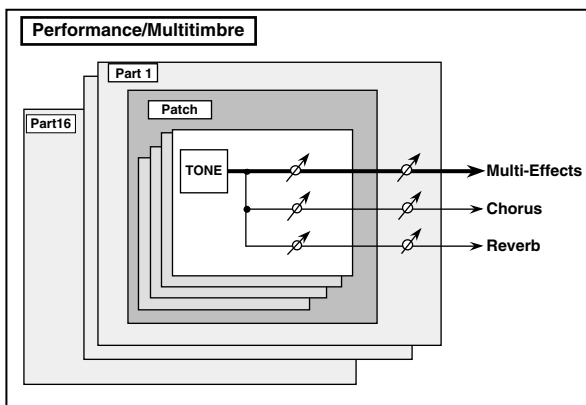 Performance/Multitimbre
Part 1
Patch
Part16
TONE
Multi-Effects
Chorus
Reverb